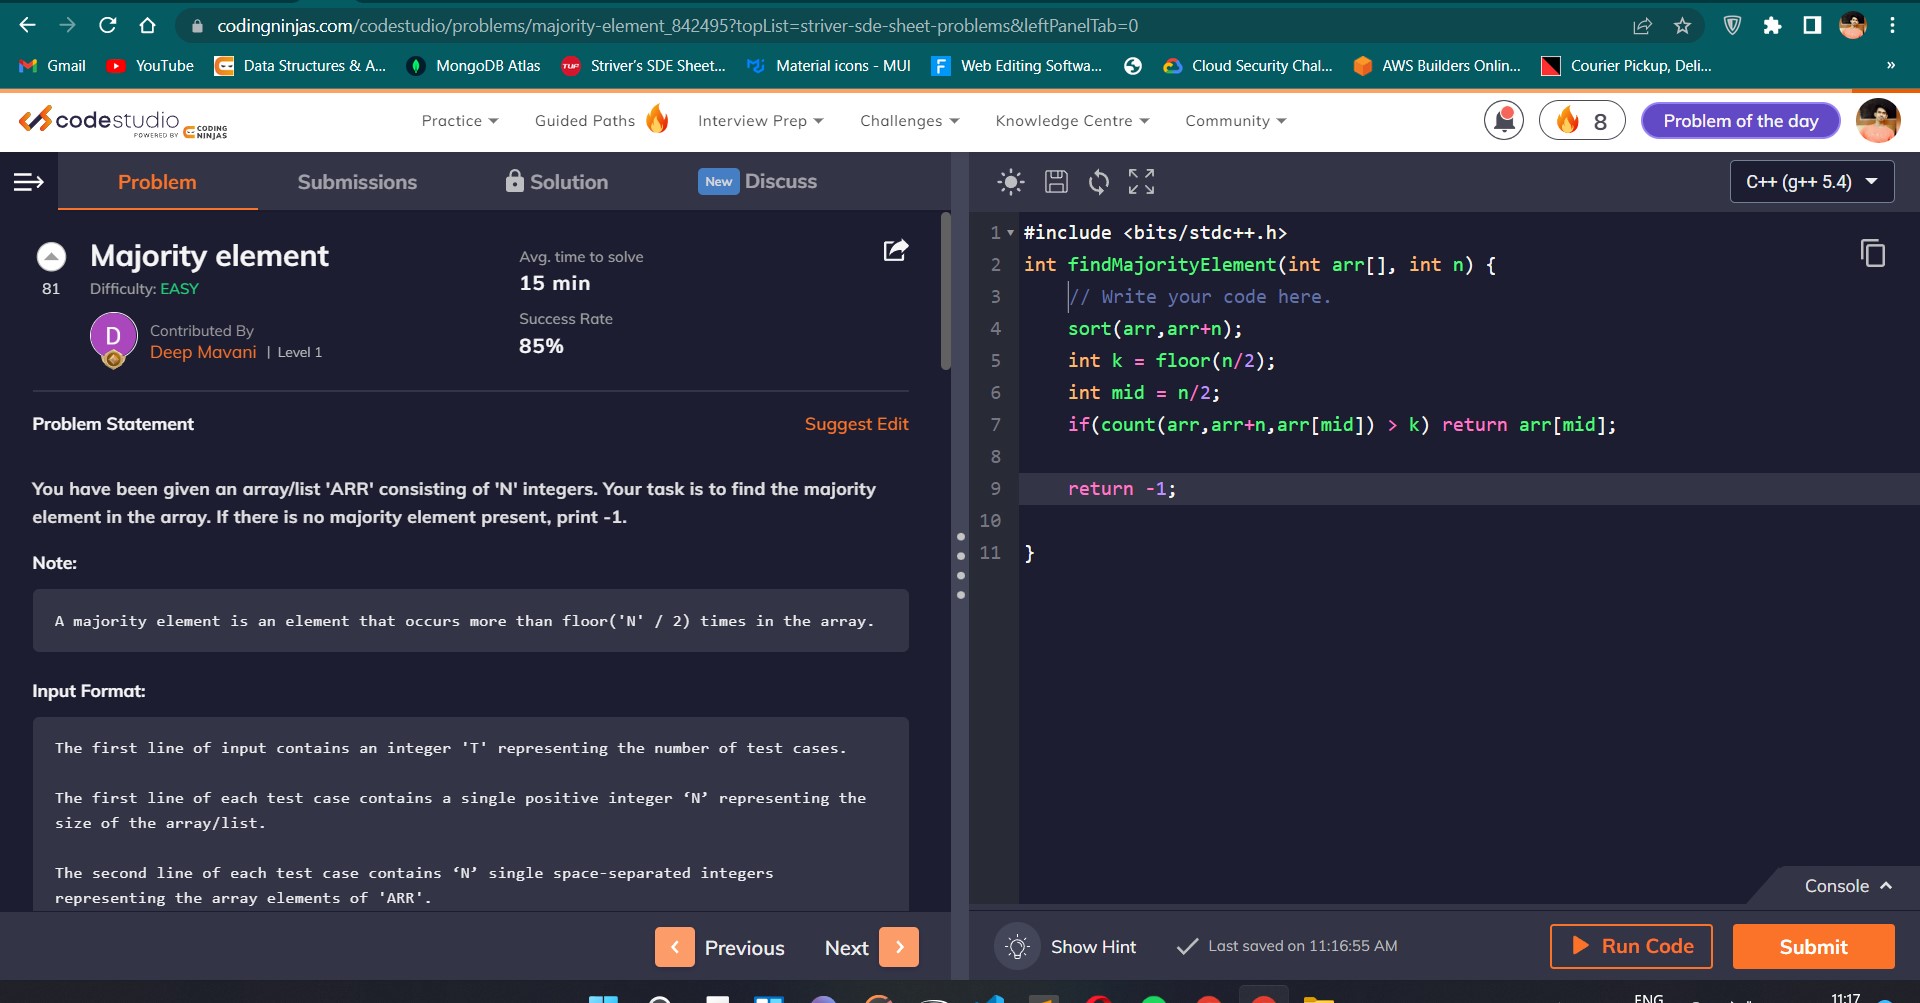 codingninjas.com/codestudio/problems/majority-element_842495?topList=striver-sde-sheet-problems&leftPanelTab=0
Gmail YouTube Data Structures & A... MongoDB Atlas TUF Striver's SDE Sheet... Material icons - MUI F Web Editing Softwa... Cloud Security Chal... AWS Builders Onlin... Courier Pickup, Deli... »
codestudio
POWERED BY CODING NINJAS
Practice Guided Paths Interview Prep Challenges Knowledge Centre Community 8 Problem of the day
Problem Submissions Solution New Discuss
Majority element
81
Difficulty: EASY
D
Contributed By
Deep Mavani | Level 1
Avg. time to solve
15 min
Success Rate
85%
Problem Statement Suggest Edit
You have been given an array/list 'ARR' consisting of 'N' integers. Your task is to find the majority
element in the array. If there is no majority element present, print -1.
Note:
A majority element is an element that occurs more than floor('N' / 2) times in the array.
Input Format:
The first line of input contains an integer 'T' representing the number of test cases.
The first line of each test case contains a single positive integer ‘N’ representing the
size of the array/list.
The second line of each test case contains ‘N’ single space-separated integers
representing the array elements of 'ARR'.
Previous Next
C++ (g++ 5.4)
1 #include <bits/stdc++.h>
2 int findMajorityElement(int arr[], int n) {
3 // Write your code here.
4 sort(arr,arr+n);
5 int k = floor(n/2);
6 int mid = n/2;
7 if(count(arr,arr+n,arr[mid]) > k) return arr[mid];
8
9 return -1;
10
11 }
Console
Show Hint Last saved on 11:16:55 AM Run Code Submit
ENG 11:17